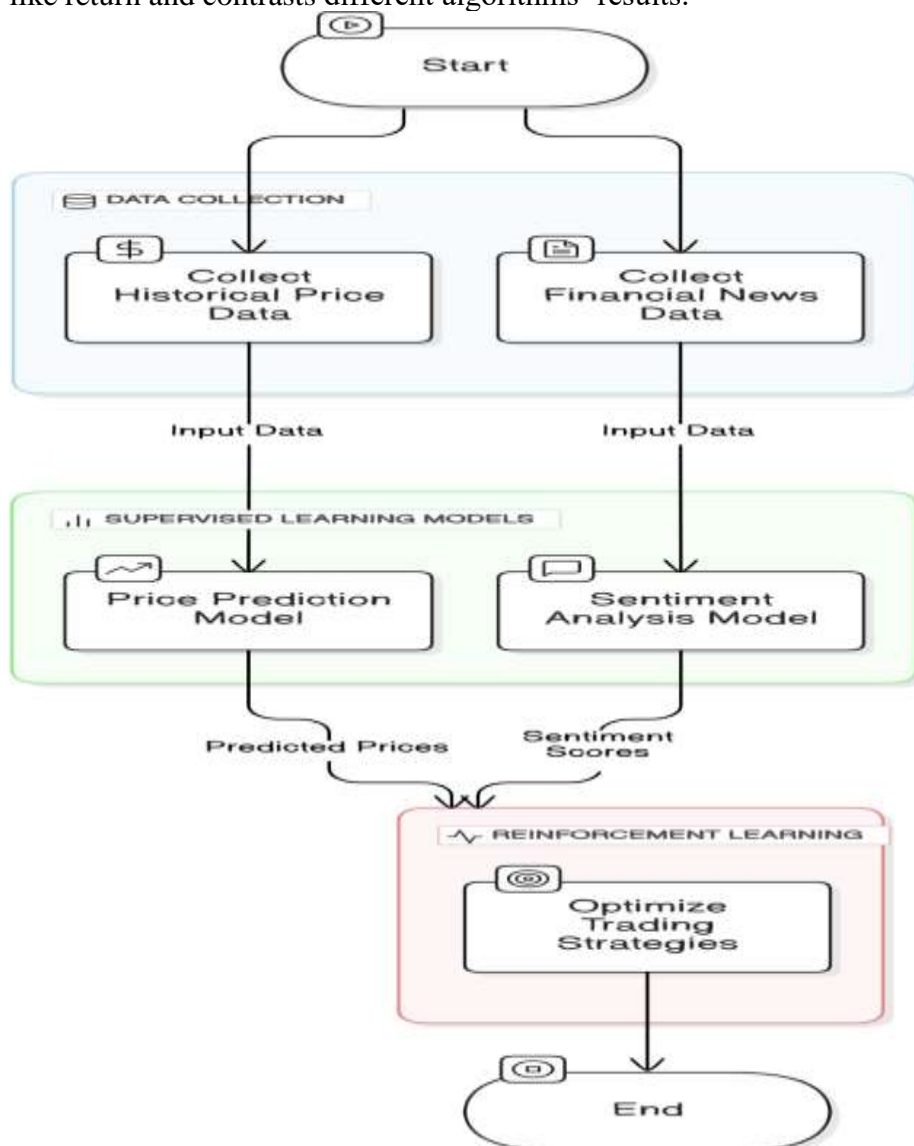 like return and contrasts different algorithms' results.
Start
DATA COLLECTION
Collect
Historical Price
Data
Collect
Financial News
Data
Input Data
Input Data
SUPERVISED LEARNING MODELS
Price Prediction
Model
Sentiment
Analysis Model
Predicted Prices
Sentiment
Scores
REINFORCEMENT LEARNING
Optimize
Trading
Strategies
End